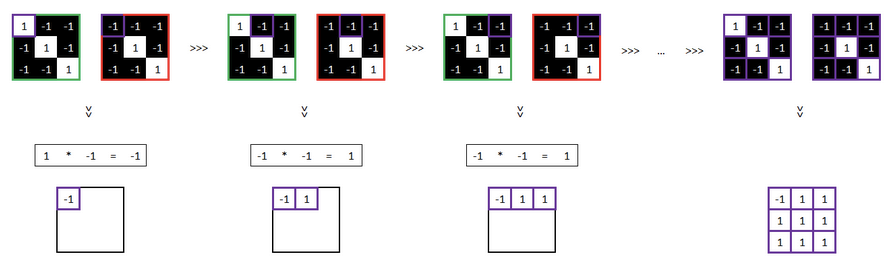 1 -1 -1 -1 -1 -1 1 -1 -1 -1 -1 -1 1 -1 -1 -1 -1 -1 1 -1 -1 -1 -1 -1
-1 1 -1 -1 1 -1 >>> -1 1 -1 -1 1 -1 >>> -1 1 -1 -1 1 -1 >>> ... >>> -1 1 -1 -1 1 -1
-1 -1 1 -1 -1 1 -1 -1 1 -1 -1 1 -1 -1 1 -1 -1 1 -1 -1 1 -1 -1 1
>> >> >> >>
1 * -1 = -1 -1 * -1 = 1 -1 * -1 = 1
-1 -1 1 -1 1 1 -1 1 1
1 1 1
1 1 1